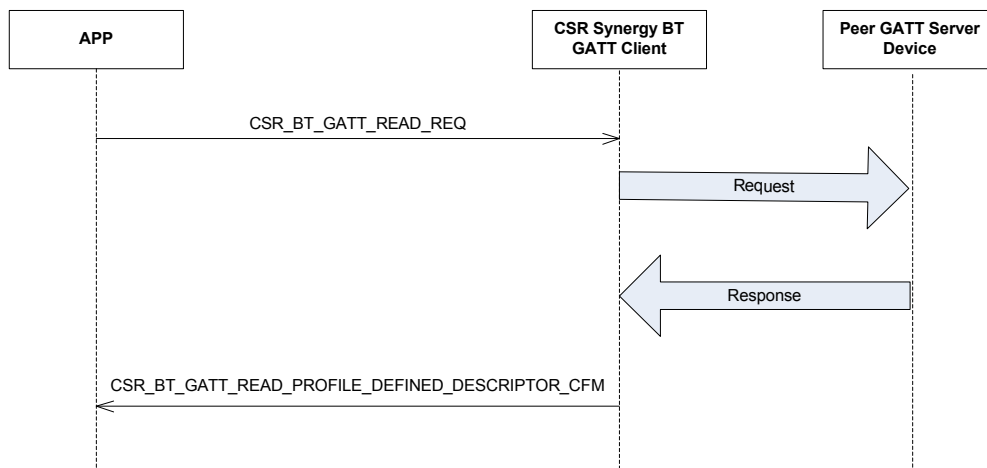 APP
CSR Synergy BT
GATT Client
Peer GATT Server
Device
CSR_BT_GATT_READ_REQ
Request
Response
CSR_BT_GATT_READ_PROFILE_DEFINED_DESCRIPTOR_CFM